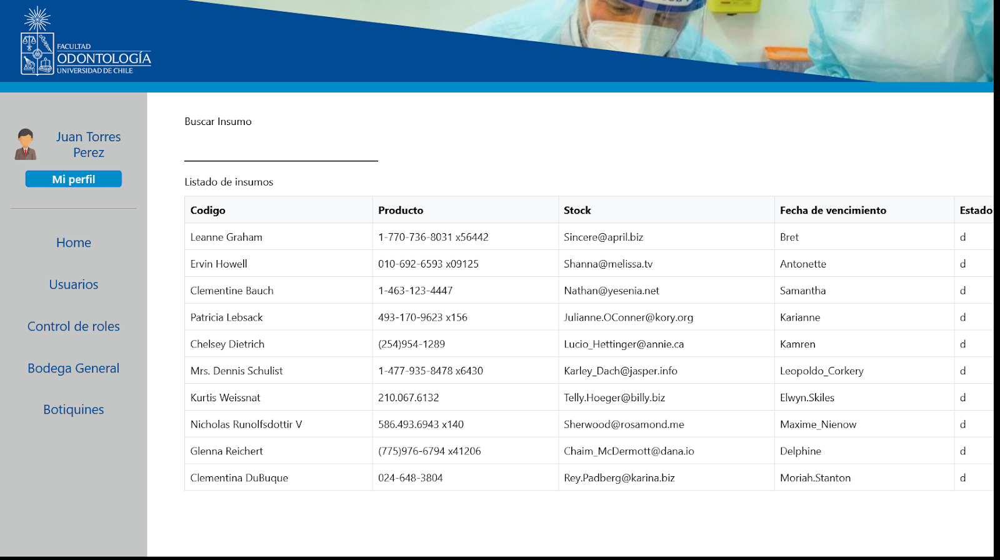 FACULTAD
ODONTOLOGÍA
UNIVERSIDAD DE CHILE
Juan Torres
Perez
Mi perfil
Home
Usuarios
Control de roles
Bodega General
Botiquines
Buscar Insumo
Listado de insumos
Codigo Producto Stock Fecha de vencimiento Estado
Leanne Graham 1-770-736-8031 x56442 Sincere@april.biz Bret d
Ervin Howell 010-692-6593 x09125 Shanna@melissa.tv Antonette d
Clementine Bauch 1-463-123-4447 Nathan@yesenia.net Samantha d
Patricia Lebsack 493-170-9623 x156 Julianne.OConner@kory.org Karianne d
Chelsey Dietrich (254)954-1289 Lucio_Hettinger@annie.ca Kamren d
Mrs. Dennis Schulist 1-477-935-8478 x6430 Karley_Dach@jasper.info Leopoldo_Corkery d
Kurtis Weissnat 210.067.6132 Telly.Hoeger@billy.biz Elwyn.Skiles d
Nicholas Runolfsdottir V 586.493.6943 x140 Sherwood@rosamond.me Maxime_Nienow d
Glenna Reichert (775)976-6794 x41206 Chaim_McDermott@dana.io Delphine d
Clementina DuBuque 024-648-3804 Rey.Padberg@karina.biz Moriah.Stanton d